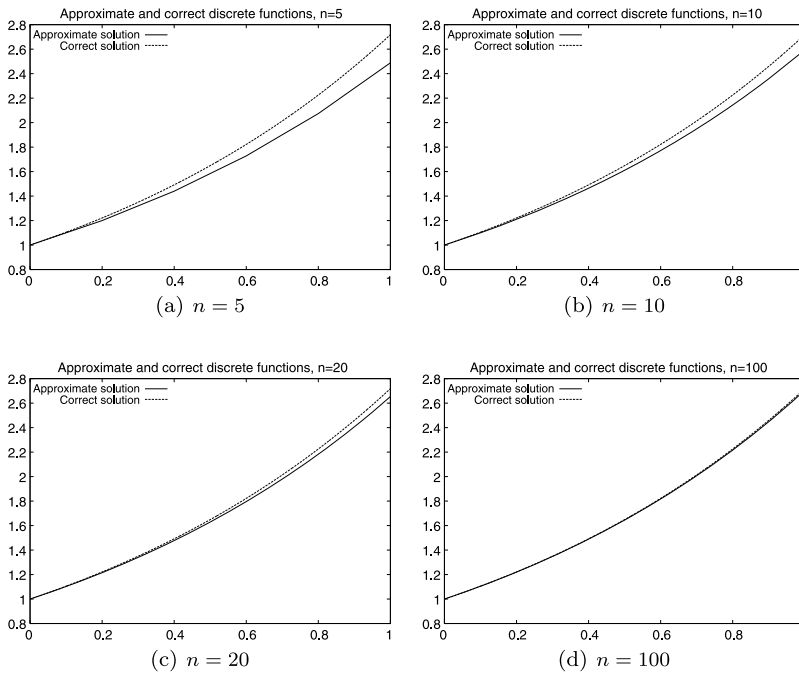 Approximate and correct discrete functions, n=5
2.8
2.6
2.4
2.2
2
1.8
1.6
1.4
1.2
1
0.8
Approximate solution
Correct solution
0 0.2 0.4 0.6 0.8 1
(a) n = 5
Approximate and correct discrete functions, n=10
2.8
2.6
2.4
2.2
2
1.8
1.6
1.4
1.2
1
0.8
Approximate solution
Correct solution
0 0.2 0.4 0.6 0.8
(b) n = 10
Approximate and correct discrete functions, n=20
2.8
2.6
2.4
2.2
2
1.8
1.6
1.4
1.2
1
0.8
Approximate solution
Correct solution
0 0.2 0.4 0.6 0.8 1
(c) n = 20
Approximate and correct discrete functions, n=100
2.8
2.6
2.4
2.2
2
1.8
1.6
1.4
1.2
1
0.8
Approximate solution
Correct solution
0 0.2 0.4 0.6 0.8
(d) n = 100